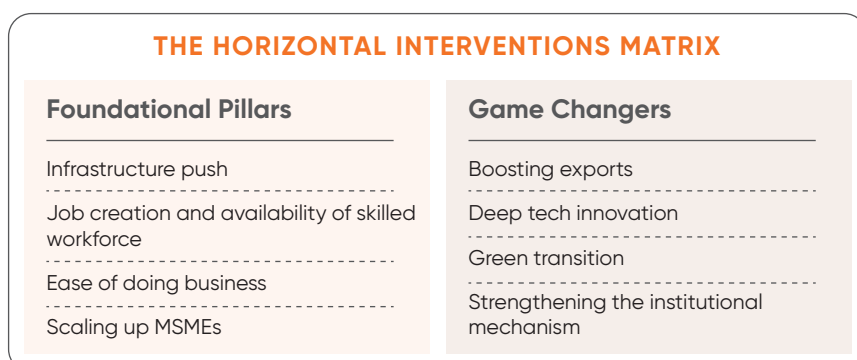 THE HORIZONTAL INTERVENTIONS MATRIX
Foundational Pillars
Infrastructure push
Job creation and availability of skilled
workforce
Ease of doing business
Scaling up MSMEs
Game Changers
Boosting exports
Deep tech innovation
Green transition
Strengthening the institutional
mechanism